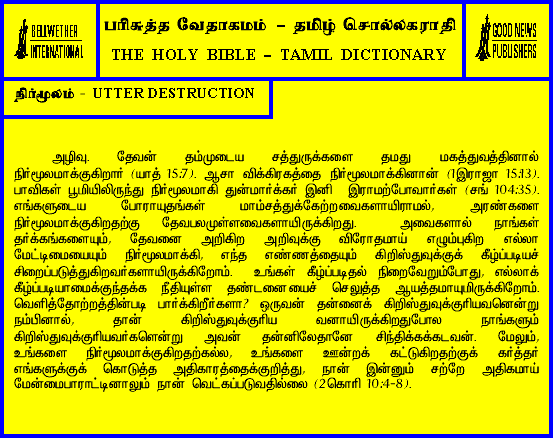 BELLWETHER
INTERNATIONAL
பரிசுத்த வேதாகமம் - தமிழ் சொல்லகராதி
THE HOLY BIBLE - TAMIL DICTIONARY
GOOD NEWS
PUBLISHERS
நிர்மூலம் - UTTER DESTRUCTION
அழிவு. தேவன் தம்முடைய சத்துருக்களை தமது மகத்துவத்தினால்
நிர்மூலமாக்குகிறார் (யாத் 15:7). ஆசா விக்கிரகத்தை நிர்மூலமாக்கினான் (1இராஜா 15:13).
பாவிகள் பூமியிலிருந்து நிர்மூலமாகி துன்மார்க்கர் இனி இராமற்போவார்கள் (சங் 104:35).
எங்களுடைய போராயுதங்கள் மாம்சத்துக்கேற்றவைகளாயிராமல், அரண்களை
நிர்மூலமாக்குகிறதற்கு தேவபலமுள்ளவைகளாயிருக்கிறது. அவைகளால் நாங்கள்
தர்க்கங்களையும், தேவனை அறிகிற அறிவுக்கு விரோதமாய் எழும்புகிற எல்லா
மேட்டிமையையும் நிர்மூலமாக்கி, எந்த எண்ணத்தையும் கிறிஸ்துவுக்குக் கீழ்ப்படியச்
சிறைப்படுத்துகிறவர்களாயிருக்கிறோம். உங்கள் கீழ்ப்படிதல் நிறைவேறும்போது, எல்லாக்
கீழ்ப்படியாமைக்குந்தக்க நீதியுள்ள தண்டனையைச் செலுத்த ஆயத்தமாயுமிருக்கிறோம்.
வெளித்தோற்றத்தின்படி பார்க்கிறீர்களா? ஒருவன் தன்னைக் கிறிஸ்துவுக்குரியவனென்று
நம்பினால், தான் கிறிஸ்துவுக்குரிய வனாயிருக்கிறதுபோல நாங்களும்
கிறிஸ்துவுக்குரியவர்களென்று அவன் தன்னிலேதானே சிந்திக்கக்கடவன். மேலும்,
உங்களை நிர்மூலமாக்குகிறதற்கல்ல, உங்களை ஊன்றக் கட்டுகிறதற்குக் கர்த்தர்
எங்களுக்குக் கொடுத்த அதிகாரத்தைக்குறித்து, நான் இன்னும் சற்றே அதிகமாய்
மேன்மைபாராட்டினாலும் நான் வெட்கப்படுவதில்லை (2கொரி 10:4-8).